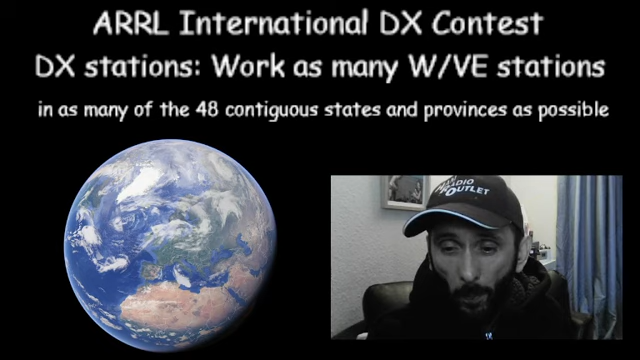 ARRL International DX Contest
DX stations: Work as many W/VE stations
in as many of the 48 contiguous states and provinces as possible
RADIO
OUTLET